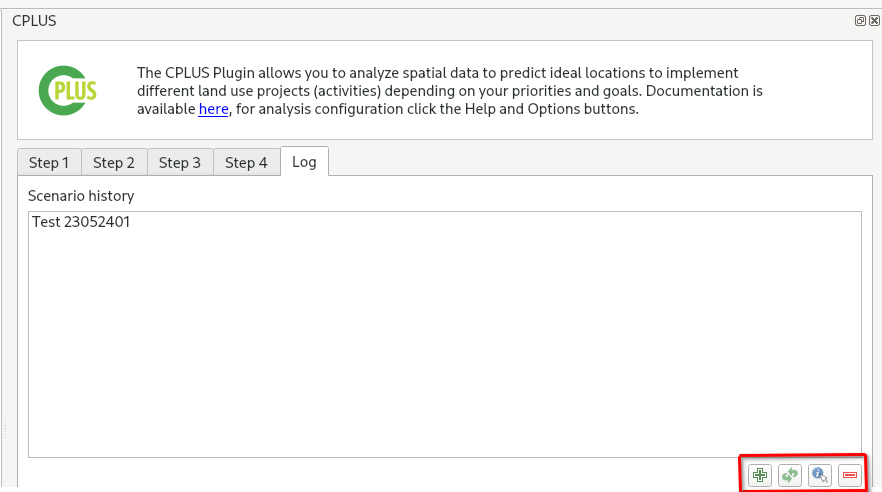 CPLUS
PLUS
The CPLUS Plugin allows you to analyze spatial data to predict ideal locations to implement
different land use projects (activities) depending on your priorities and goals. Documentation is
available here, for analysis configuration click the Help and Options buttons.
Step 1 Step 2 Step 3 Step 4 Log
Scenario history
Test 23052401